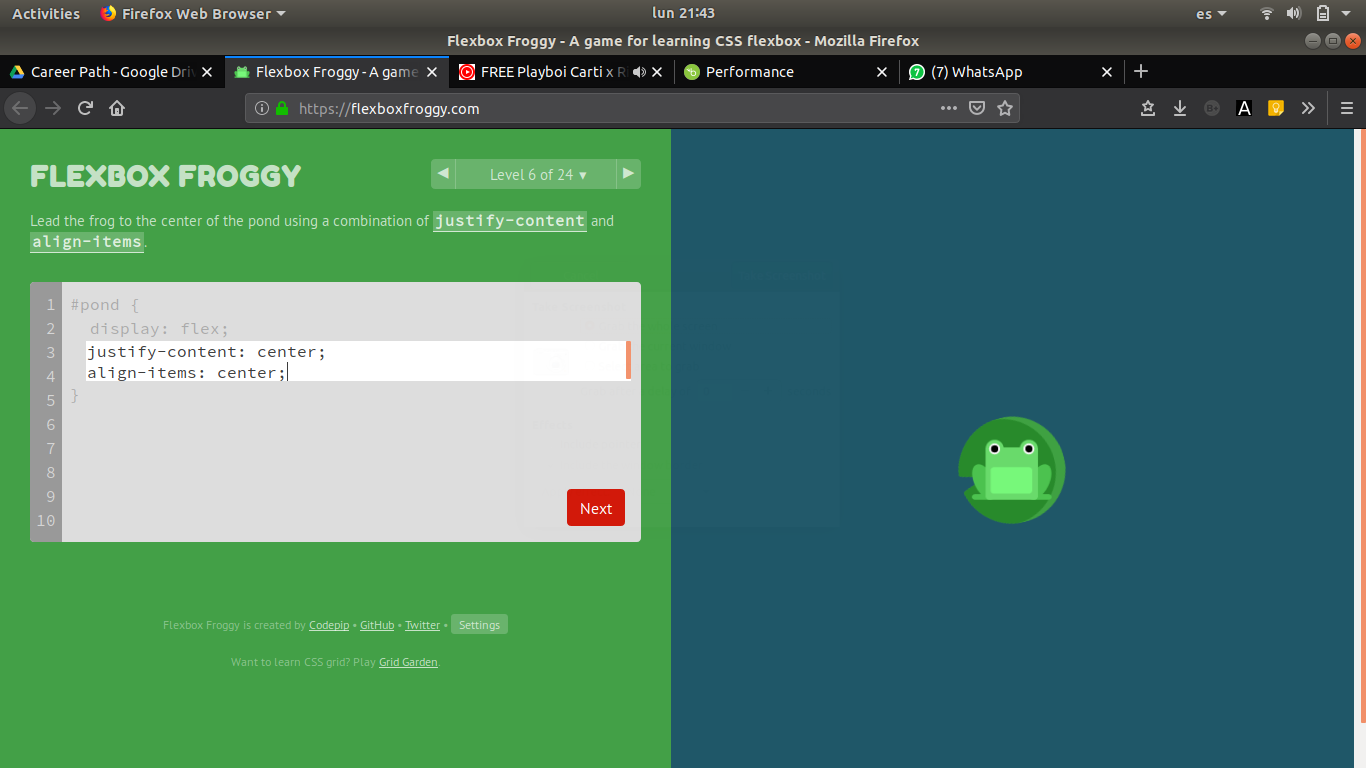 Activities Firefox Web Browser lun 21:43 es
Flexbox Froggy - A game for learning CSS flexbox - Mozilla Firefox
Career Path - Google Driv Flexbox Froggy - A game FREE Playboi Carti x R Performance (7) WhatsApp
https://flexboxfroggy.com
FLEXBOX FROGGY
Level 6 of 24 ▾
Lead the frog to the center of the pond using a combination of justify-content and
align-items.
1 #pond {
2 display: flex;
3 justify-content: center;
4 align-items: center;
5 }
6
7
8
9
10
Next
Flexbox Froggy is created by Codepip • GitHub • Twitter • Settings
Want to learn CSS grid? Play Grid Garden.